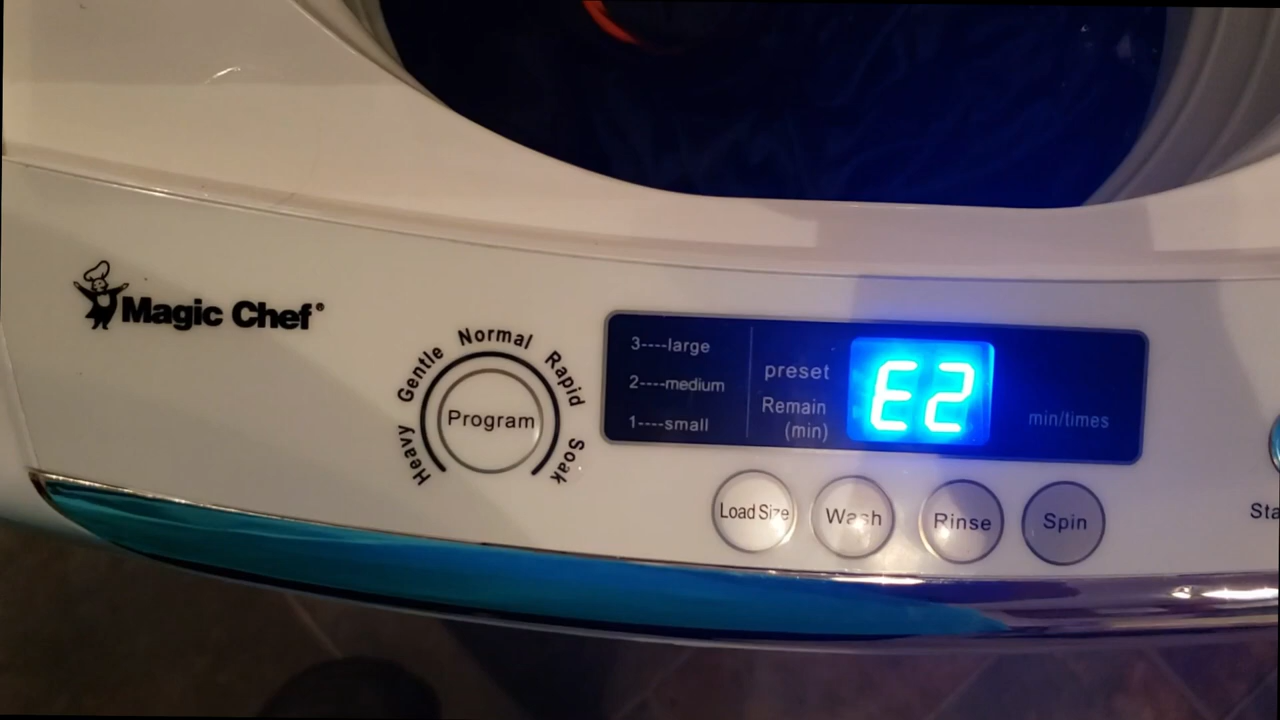 Magic Chef®
Heavy Gentle Normal Rapid Soak
Program
3----large
2----medium
1----small
preset
Remain
(min)
E2
min/times
Load Size
Wash
Rinse
Spin
Sta